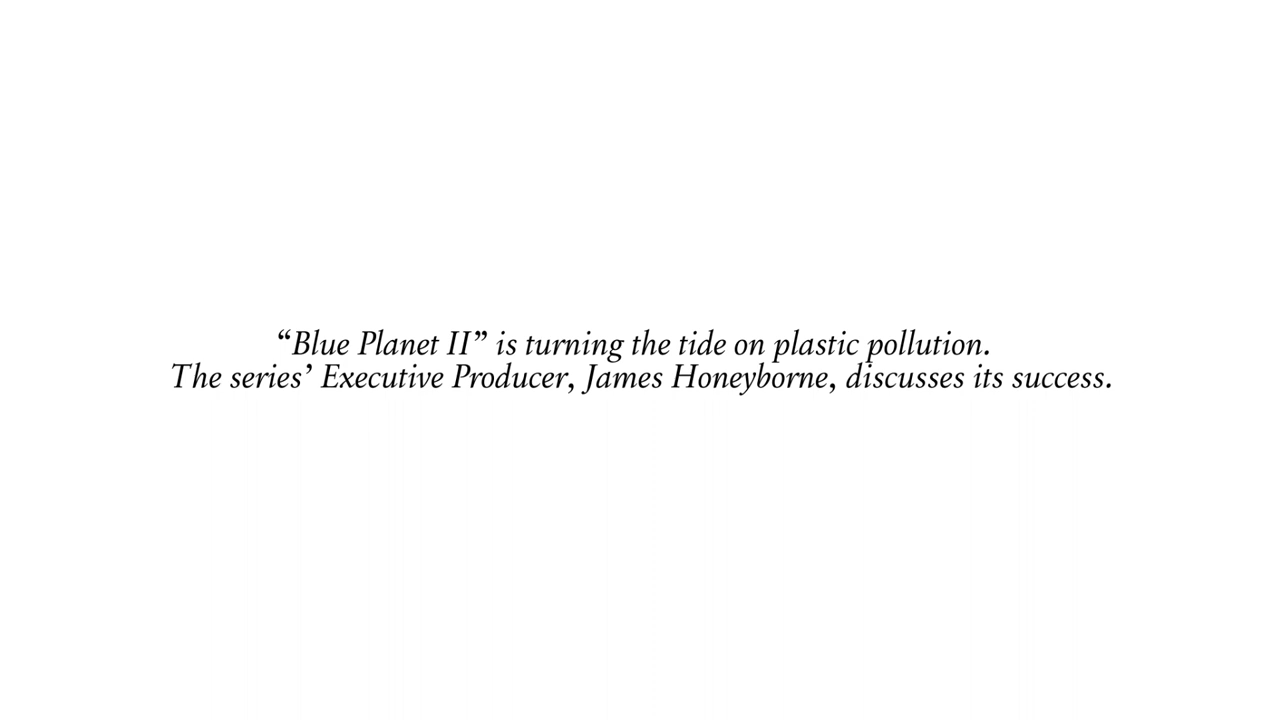 “Blue Planet II” is turning the tide on plastic pollution.
The series’ Executive Producer, James Honeyborne, discusses its success.